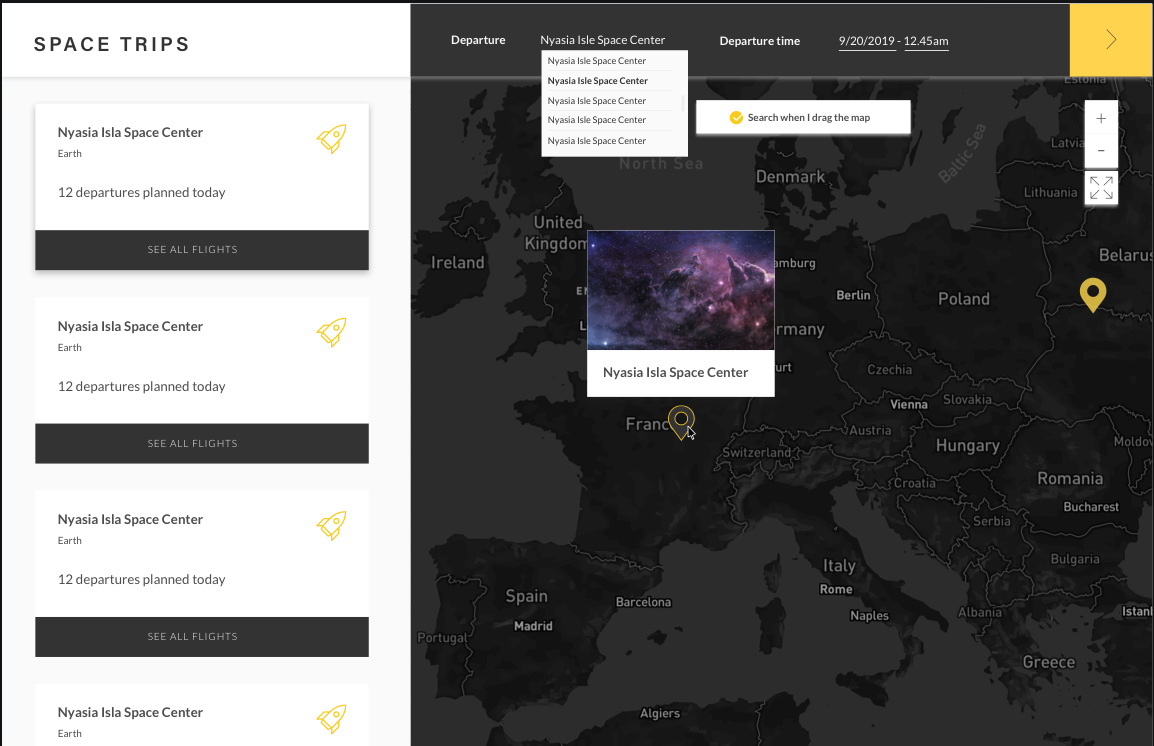 SPACE TRIPS
Departure
Nyasia Isle Space Center
Departure time
9/20/2019 - 12.45am
Nyasia Isle Space Center
Nyasia Isle Space Center
Nyasia Isle Space Center
Nyasia Isle Space Center
Nyasia Isle Space Center
Search when I drag the map
+
-
Nyasia Isla Space Center
Earth
12 departures planned today
SEE ALL FLIGHTS
Nyasia Isla Space Center
Earth
12 departures planned today
SEE ALL FLIGHTS
Nyasia Isla Space Center
Earth
12 departures planned today
SEE ALL FLIGHTS
Nyasia Isla Space Center
Earth
Estonia
North Sea
Baltic Sea
Latvia
Denmark
Lithuania
United
Kingdom
Ireland
Belarus
amburg
Berlin
Poland
rmany
Nyasia Isla Space Center
urt
Czechia
Vienna
Slovakia
Franc
Austria
Hungary
Moldov
Switzerland
Croatia
Romania
Bucharest
Serbia
Bulgaria
Italy
Rome
Spain
Barcelona
Naples
Albania
Istan
Madrid
Portugal
Greece
Algiers